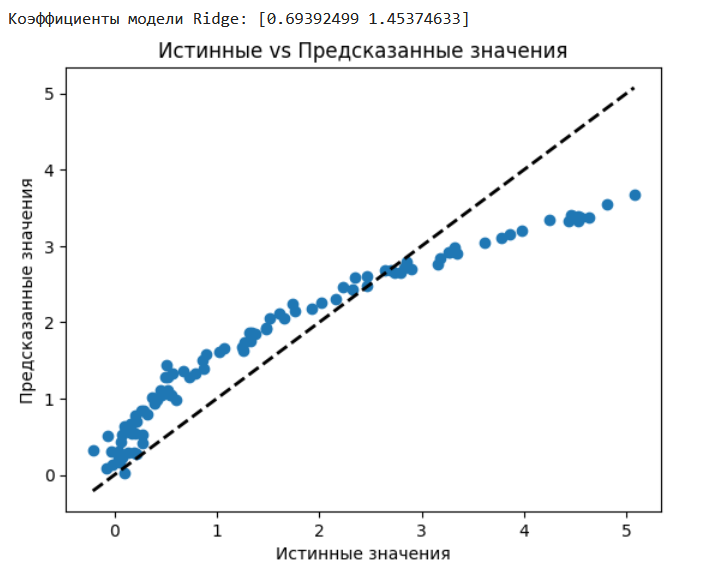 Коэффициенты модели Ridge: [0.69392499 1.45374633]
Истинные vs Предсказанные значения
Предсказанные значения
5
4
3
2
1
0
0 1 2 3 4 5
Истинные значения